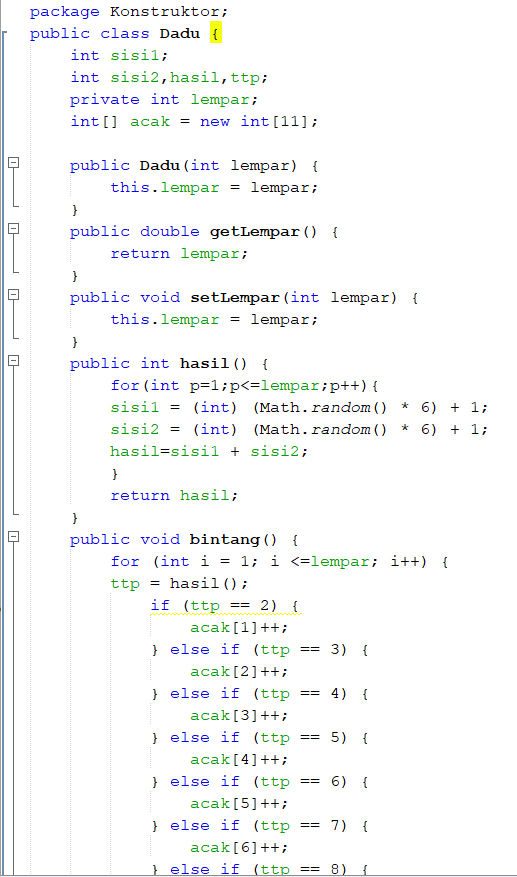 package Konstruktor;
public class Dadu {
    int sisi1;
    int sisi2,hasil,ttp;
    private int lempar;
    int[] acak = new int[11];

    public Dadu(int lempar) {
        this.lempar = lempar;
    }
    public double getLempar() {
        return lempar;
    }
    public void setLempar(int lempar) {
        this.lempar = lempar;
    }
    public int hasil() {
        for(int p=1;p<=lempar;p++){
        sisi1 = (int) (Math.random() * 6) + 1;
        sisi2 = (int) (Math.random() * 6) + 1;
        hasil=sisi1 + sisi2;
        }
        return hasil;
    }
    public void bintang() {
        for (int i = 1; i <=lempar; i++) {
        ttp = hasil();
            if (ttp == 2) {
                acak[1]++;
            } else if (ttp == 3) {
                acak[2]++;
            } else if (ttp == 4) {
                acak[3]++;
            } else if (ttp == 5) {
                acak[4]++;
            } else if (ttp == 6) {
                acak[5]++;
            } else if (ttp == 7) {
                acak[6]++;
            } else if (ttp == 8) {